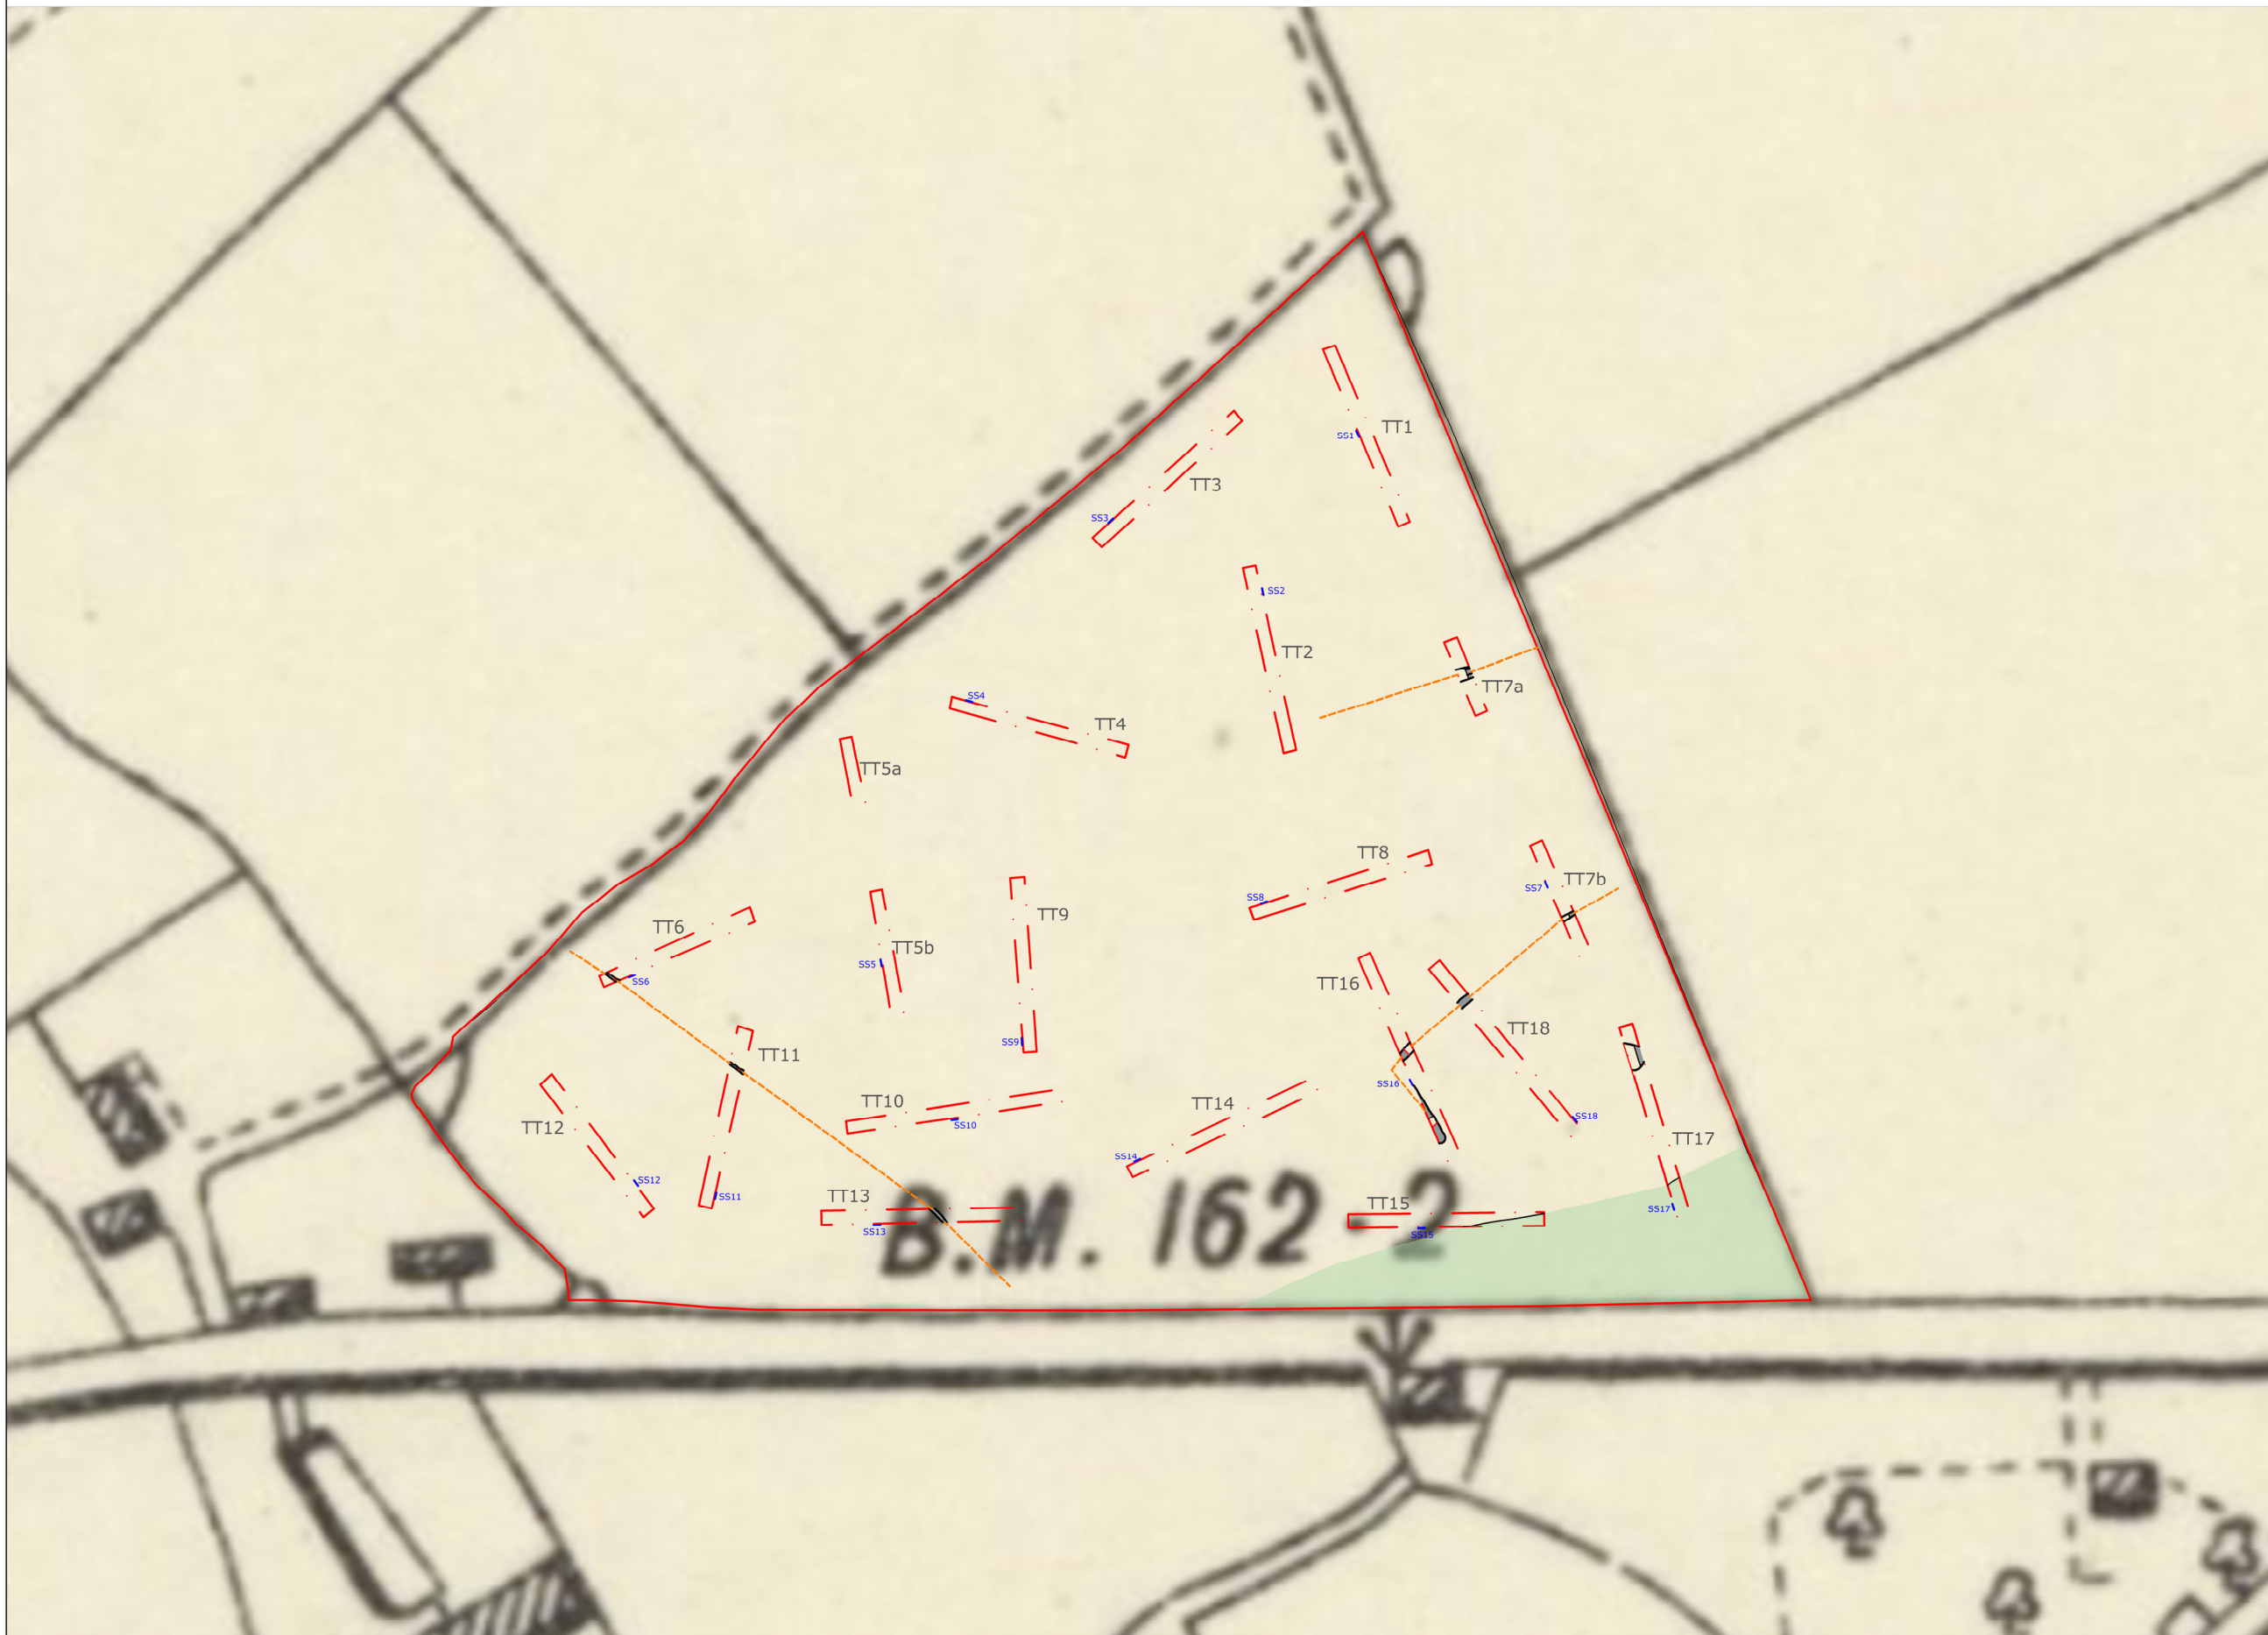 TT1
SS1
TT3
SS3
SS2
TT2
TT7a
SS4
TT4
TT5a
TT8
SS8
TT7b
SS7
TT6
SS6
TT5b
SS5
TT9
SS9
TT16
TT18
SS16
SS18
TT11
SS11
TT10
SS10
TT14
SS14
TT12
SS12
TT17
SS17
TT13
SS13
TT15
SS15
B.M. 162·2